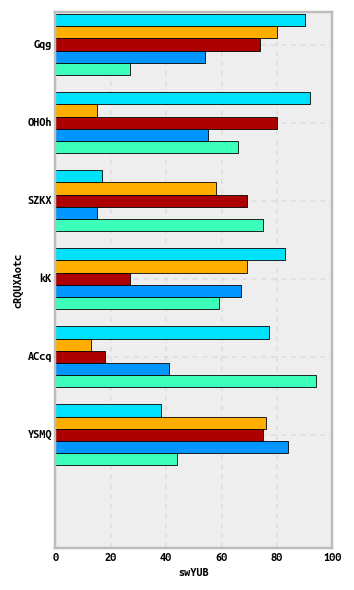 Gqg
OHOh
SZKX
kK
ACcq
YSMQ
cRQUXAotc
0 20 40 60 80 100
swYUB